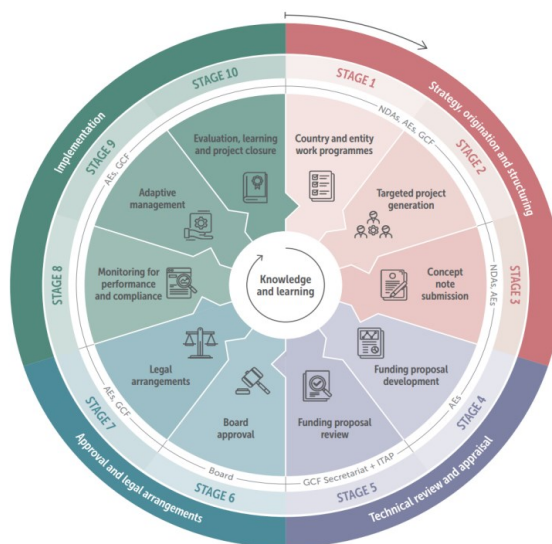 STAGE 10
STAGE 1
STAGE 2
STAGE 3
STAGE 4
STAGE 5
STAGE 6
STAGE 7
STAGE 8
STAGE 9
Strategy, origination and structuring
Technical review and appraisal
Approval and legal arrangements
Implementation
NDAs, AEs, GCF
NDAs, AEs
AEs
GCF Secretariat + ITAP
Board
AEs, GCF
AEs, GCF
Country and entity
work programmes
Targeted project
generation
Concept
note
submission
Funding proposal
development
Funding proposal
review
Board
approval
Legal
arrangements
Monitoring for
performance
and compliance
Adaptive
management
Evaluation, learning
and project closure
Knowledge
and learning